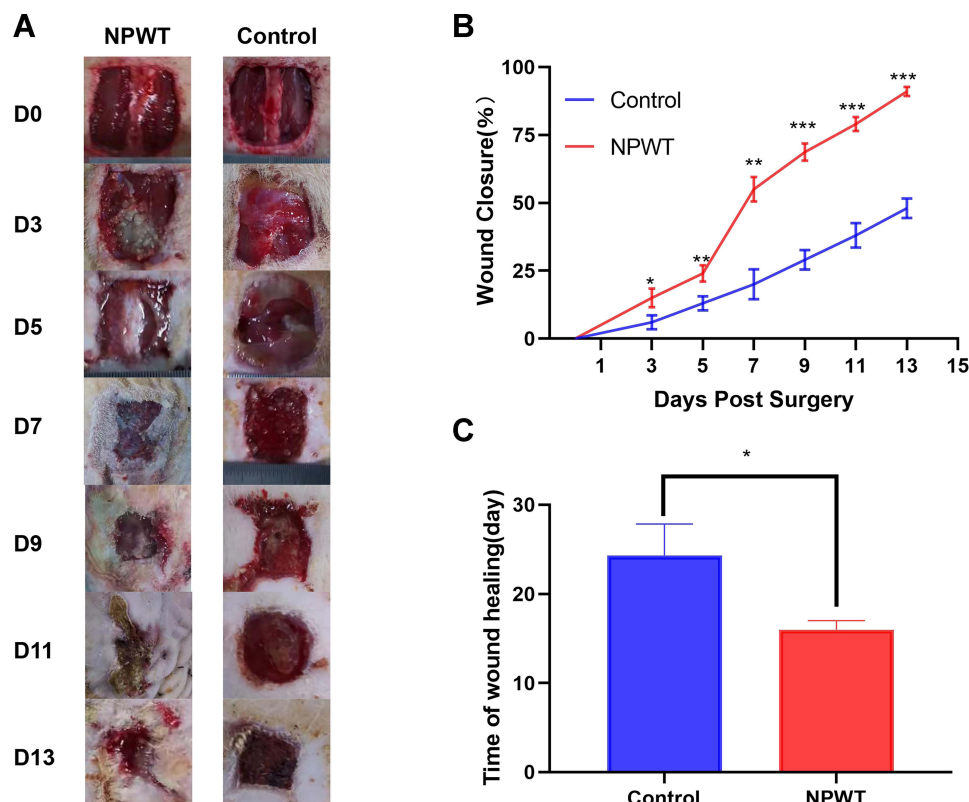 A
NPWT Control
D0
D3
D5
D7
D9
D11
D13
B
Wound Closure(%)
100
75
50
25
0
Control
NPWT
*
**
**
***
***
***
1 3 5 7 9 11 13 15
Days Post Surgery
C
Time of wound healing(day)
30
20
10
0
*
Control NPWT